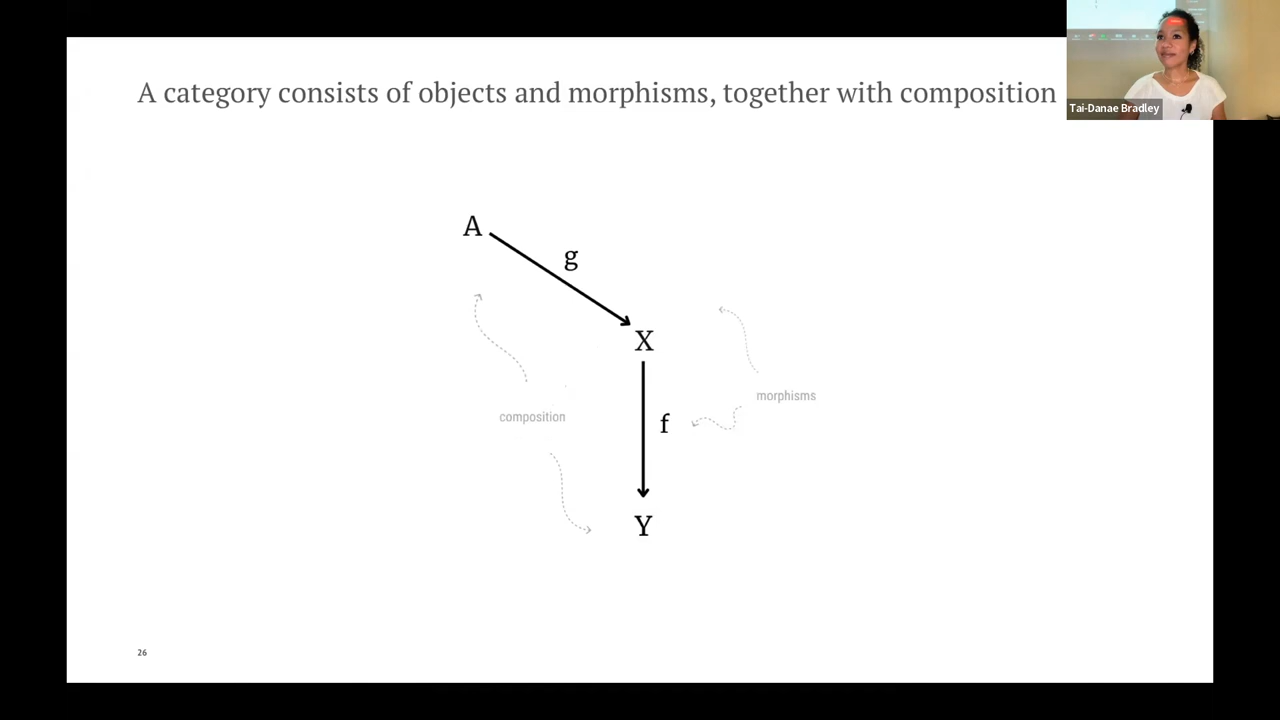 A category consists of objects and morphisms, together with composition
Tai-Danae Bradley
A
g
X
morphisms
composition
f
Y
26